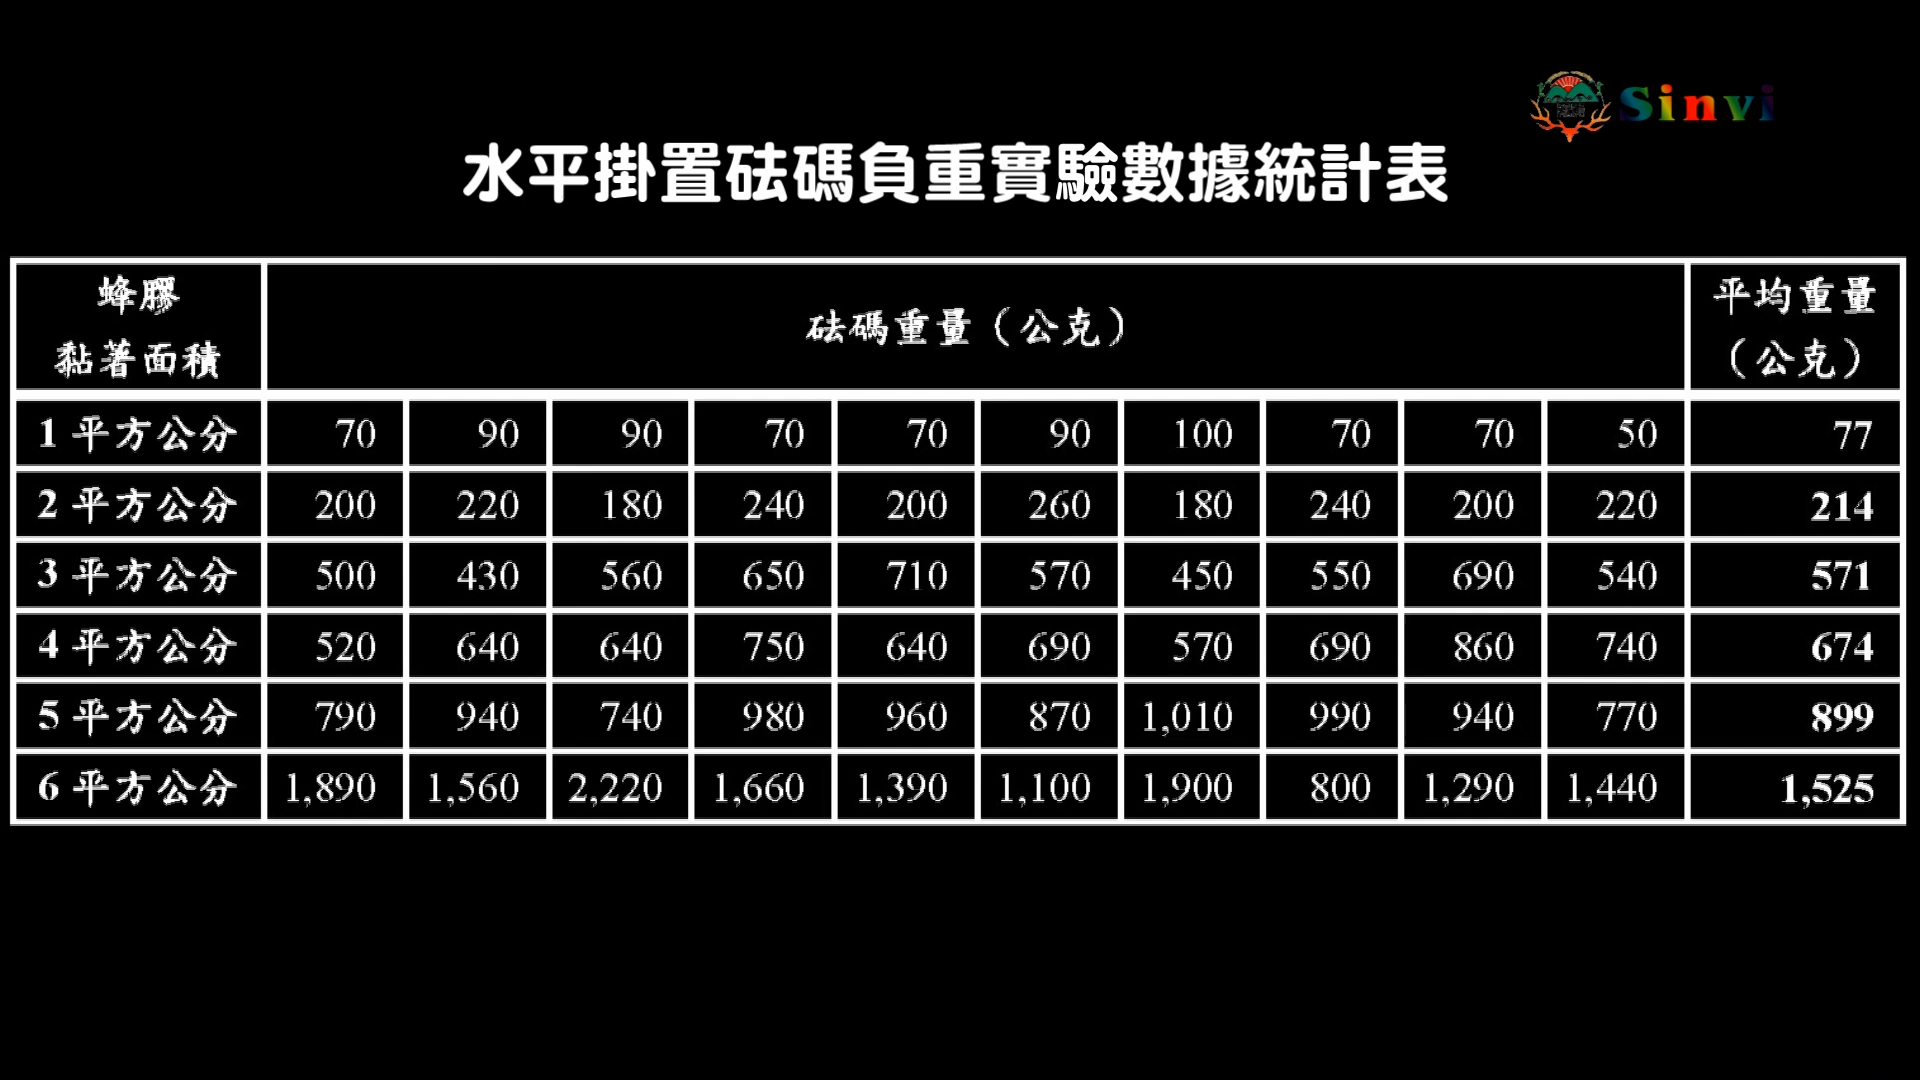 Sinvi
水平掛置砝碼負重實驗數據統計表
蜂膠
黏著面積
砝碼重量（公克）
平均重量
（公克）
1 平方公分 70 90 90 70 70 90 100 70 70 50 77
2 平方公分 200 220 180 240 200 260 180 240 200 220 214
3 平方公分 500 430 560 650 710 570 450 550 690 540 571
4 平方公分 520 640 640 750 640 690 570 690 860 740 674
5 平方公分 790 940 740 980 960 870 1,010 990 940 770 899
6 平方公分 1,890 1,560 2,220 1,660 1,390 1,100 1,900 800 1,290 1,440 1,525